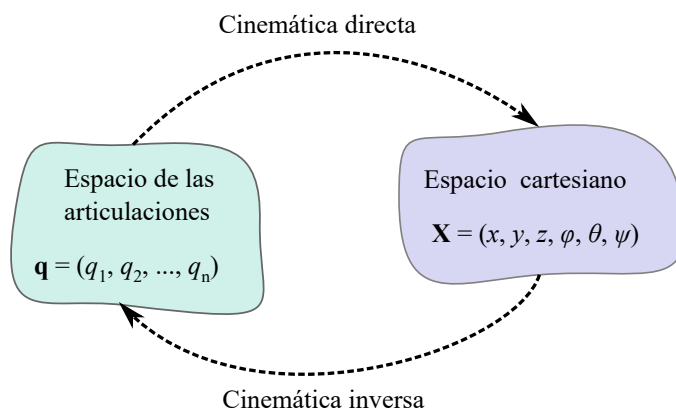 Cinemática directa
Espacio de las
articulaciones
q = (q1, q2, ..., qn)
Espacio cartesiano
X = (x, y, z, φ, θ, ψ)
Cinemática inversa